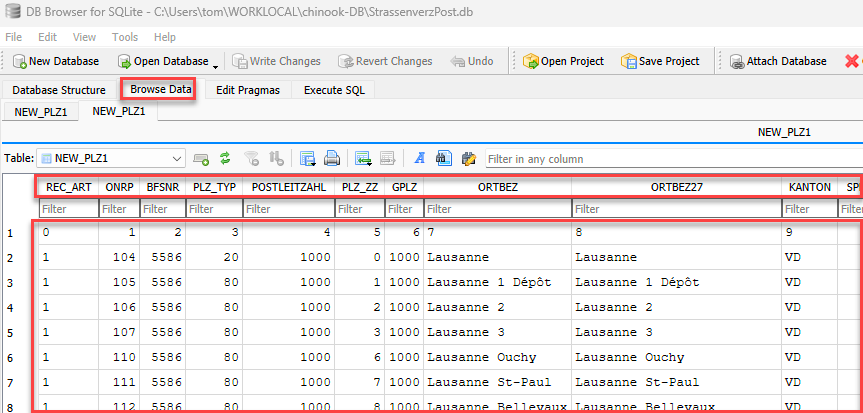 DB Browser for SQLite - C:\Users\tom\WORKLOCAL\chinook-DB\StrassenverzPost.db
File Edit View Tools Help
New Database Open Database Write Changes Revert Changes Undo Open Project Save Project Attach Database
Database Structure Browse Data Edit Pragmas Execute SQL
NEW_PLZ1 NEW_PLZ1
NEW_PLZ1
Table: NEW_PLZ1 Filter in any column
REC_ART ONRP BFSNR PLZ_TYP POSTLEITZAHL PLZ_ZZ GPLZ ORTBEZ ORTBEZ27 KANTON
Filter Filter Filter Filter Filter Filter Filter Filter Filter Filter
1 0 1 2 3 4 5 6 7 8 9
2 1 104 5586 20 1000 0 1000 Lausanne Lausanne VD
3 1 105 5586 80 1000 1 1000 Lausanne 1 Dépôt Lausanne 1 Dépôt VD
4 1 106 5586 80 1000 2 1000 Lausanne 2 Lausanne 2 VD
5 1 107 5586 80 1000 3 1000 Lausanne 3 Lausanne 3 VD
6 1 110 5586 80 1000 6 1000 Lausanne Ouchy Lausanne Ouchy VD
7 1 111 5586 80 1000 7 1000 Lausanne St-Paul Lausanne St-Paul VD
8 1 112 5586 80 1000 8 1000 Lausanne Bellevaux Lausanne Bellevaux VD